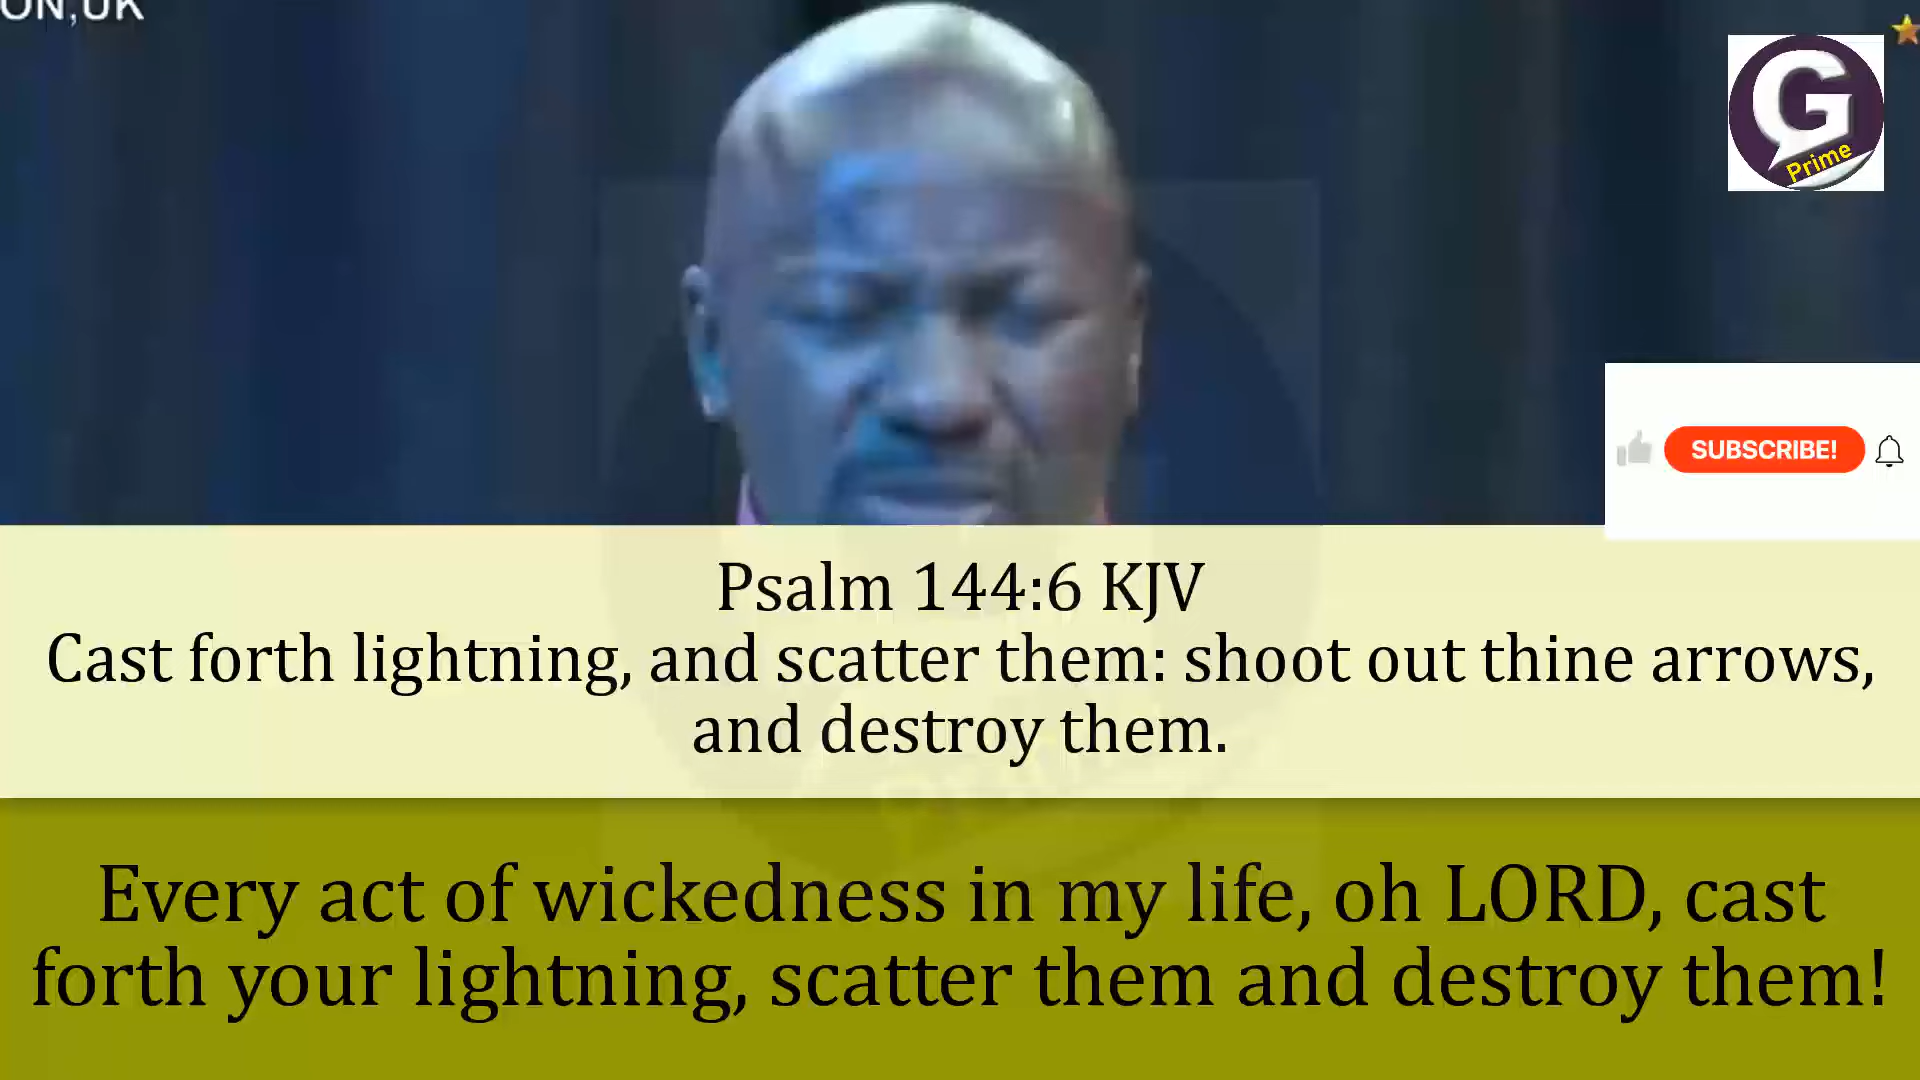 ON,UK
G
Prime
SUBSCRIBE!
Psalm 144:6 KJV
Cast forth lightning, and scatter them: shoot out thine arrows,
and destroy them.
Every act of wickedness in my life, oh LORD, cast
forth your lightning, scatter them and destroy them!